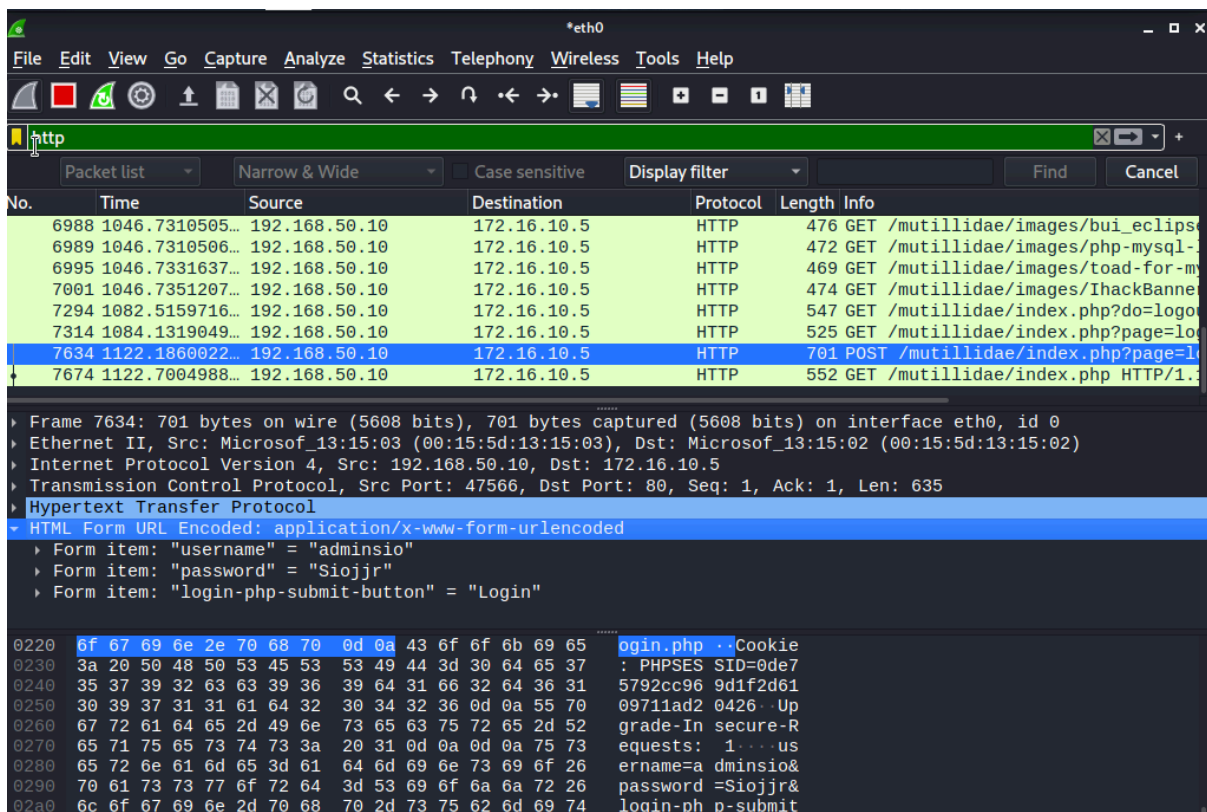 *eth0
File Edit View Go Capture Analyze Statistics Telephony Wireless Tools Help
http
Packet list Narrow & Wide Case sensitive Display filter Find Cancel
No. Time Source Destination Protocol Length Info
6988 1046.7310505… 192.168.50.10 172.16.10.5 HTTP 476 GET /mutillidae/images/bui_eclips
6989 1046.7310506… 192.168.50.10 172.16.10.5 HTTP 472 GET /mutillidae/images/php-mysql-
6995 1046.7331637… 192.168.50.10 172.16.10.5 HTTP 469 GET /mutillidae/images/toad-for-m
7001 1046.7351207… 192.168.50.10 172.16.10.5 HTTP 474 GET /mutillidae/images/IhackBanne
7294 1082.5159716… 192.168.50.10 172.16.10.5 HTTP 547 GET /mutillidae/index.php?do=logo
7314 1084.1319049… 192.168.50.10 172.16.10.5 HTTP 525 GET /mutillidae/index.php?page=lo
7634 1122.1860022… 192.168.50.10 172.16.10.5 HTTP 701 POST /mutillidae/index.php?page=l
7674 1122.7004988… 192.168.50.10 172.16.10.5 HTTP 552 GET /mutillidae/index.php HTTP/1.
Frame 7634: 701 bytes on wire (5608 bits), 701 bytes captured (5608 bits) on interface eth0, id 0
Ethernet II, Src: Microsof_13:15:03 (00:15:5d:13:15:03), Dst: Microsof_13:15:02 (00:15:5d:13:15:02)
Internet Protocol Version 4, Src: 192.168.50.10, Dst: 172.16.10.5
Transmission Control Protocol, Src Port: 47566, Dst Port: 80, Seq: 1, Ack: 1, Len: 635
Hypertext Transfer Protocol
HTML Form URL Encoded: application/x-www-form-urlencoded
Form item: "username" = "adminsio"
Form item: "password" = "Siojjr"
Form item: "login-php-submit-button" = "Login"
0220 6f 67 69 6e 2e 70 68 70 0d 0a 43 6f 6f 6b 69 65 ogin.php ··Cookie
0230 3a 20 50 48 50 53 45 53 53 49 44 3d 30 64 65 37 : PHPSES SID=0de7
0240 35 37 39 32 63 63 39 36 39 64 31 66 32 64 36 31 5792cc96 9d1f2d61
0250 30 39 37 31 31 61 64 32 30 34 32 36 0d 0a 55 70 09711ad2 0426··Up
0260 67 72 61 64 65 2d 49 6e 73 65 63 75 72 65 2d 52 grade-In secure-R
0270 65 71 75 65 73 74 73 3a 20 31 0d 0a 0d 0a 75 73 equests: 1····us
0280 65 72 6e 61 6d 65 3d 61 64 6d 69 6e 73 69 6f 26 ername=a dminsio&
0290 70 61 73 73 77 6f 72 64 3d 53 69 6f 6a 6a 72 26 password =Siojjr&
02a0 6c 6f 67 69 6e 2d 70 68 70 2d 73 75 62 6d 69 74 login-ph p-submit